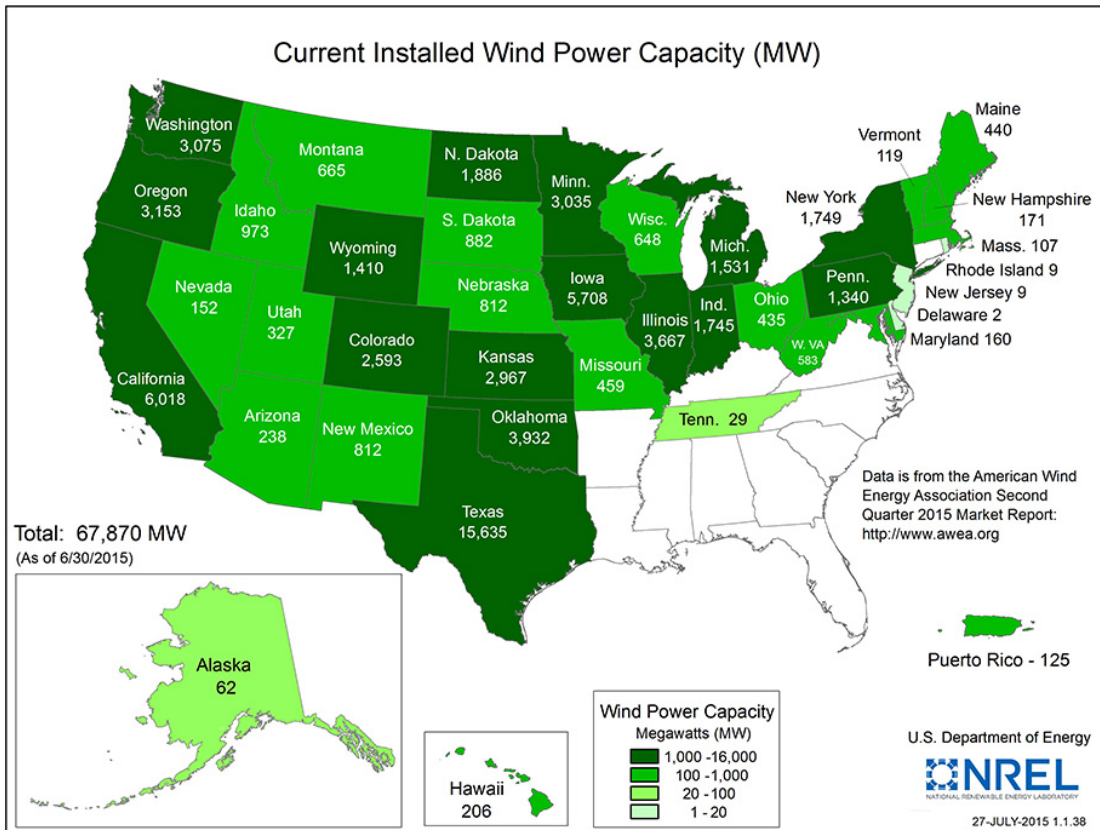 Current Installed Wind Power Capacity (MW)
Washington
3,075
Oregon
3,153
California
6,018
Montana
665
Idaho
973
Nevada
152
Utah
327
Arizona
238
Wyoming
1,410
Colorado
2,593
New Mexico
812
N. Dakota
1,886
S. Dakota
882
Nebraska
812
Kansas
2,967
Oklahoma
3,932
Texas
15,635
Minn.
3,035
Iowa
5,708
Missouri
459
Wisc.
648
Illinois
3,667
Mich.
1,531
Ind.
1,745
Ohio
435
W. VA
583
Tenn. 29
Penn.
1,340
New York
1,749
Vermont
119
Maine
440
New Hampshire
171
Mass. 107
Rhode Island 9
New Jersey 9
Delaware 2
Maryland 160
Data is from the American Wind
Energy Association Second
Quarter 2015 Market Report:
http://www.awea.org
Total: 67,870 MW
(As of 6/30/2015)
Alaska
62
Hawaii
206
Puerto Rico - 125
Wind Power Capacity
Megawatts (MW)
1,000 -16,000
100 -1,000
20 -100
1 - 20
U.S. Department of Energy
NREL
NATIONAL RENEWABLE ENERGY LABORATORY
27-JULY-2015 1.1.38